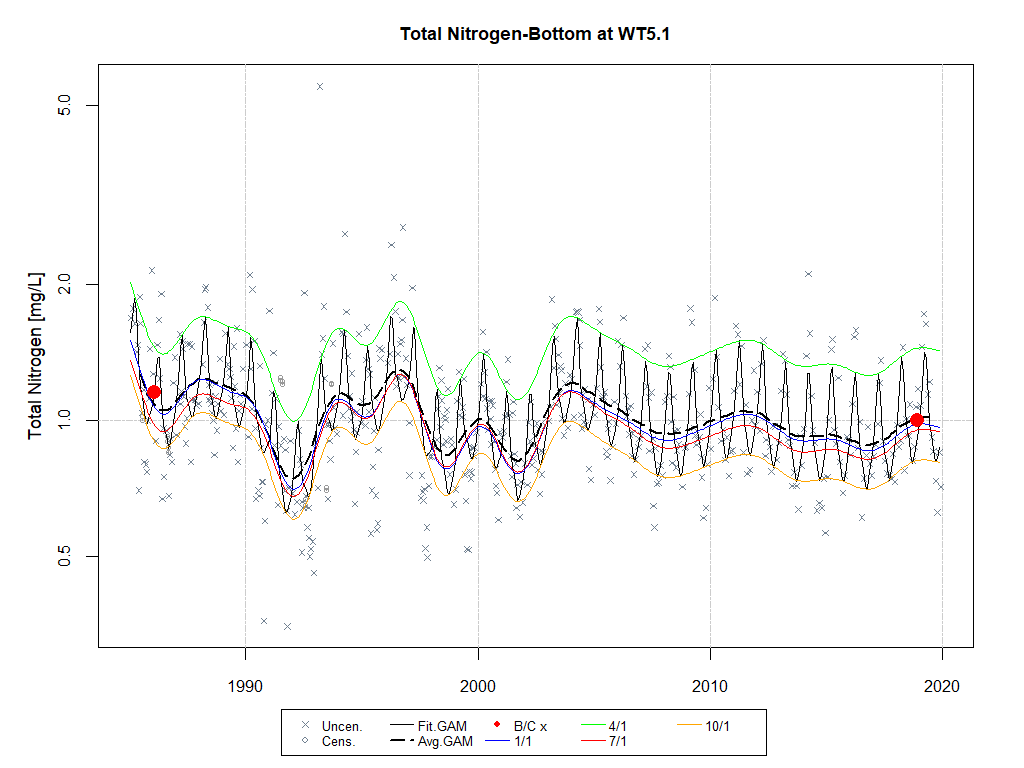 Total Nitrogen-Bottom at WT5.1
Total Nitrogen [mg/L]
5.0
2.0
1.0
0.5
1990 2000 2010 2020
Uncen. Fit.GAM B/C x 4/1 10/1
Cens. Avg.GAM 1/1 7/1